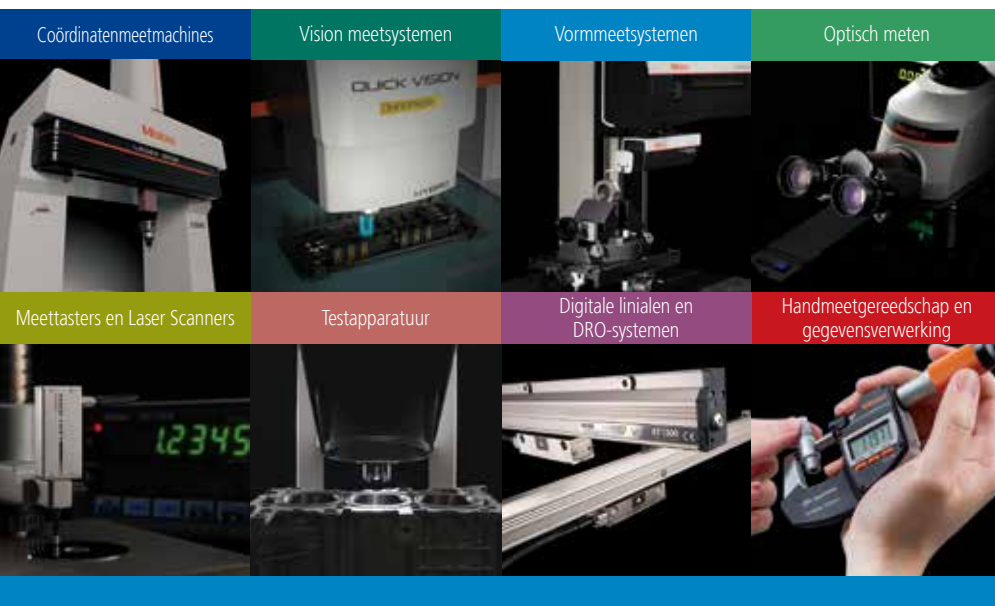 Coördinatenmeetmachines
Vision meetsystemen
Vormmeetsystemen
Optisch meten
QUICK VISION
HYBRID
Meettasters en Laser Scanners
Testapparatuur
Digitale linialen en
DRO-systemen
Handmeetgereedschap en
gegevensverwerking
12345